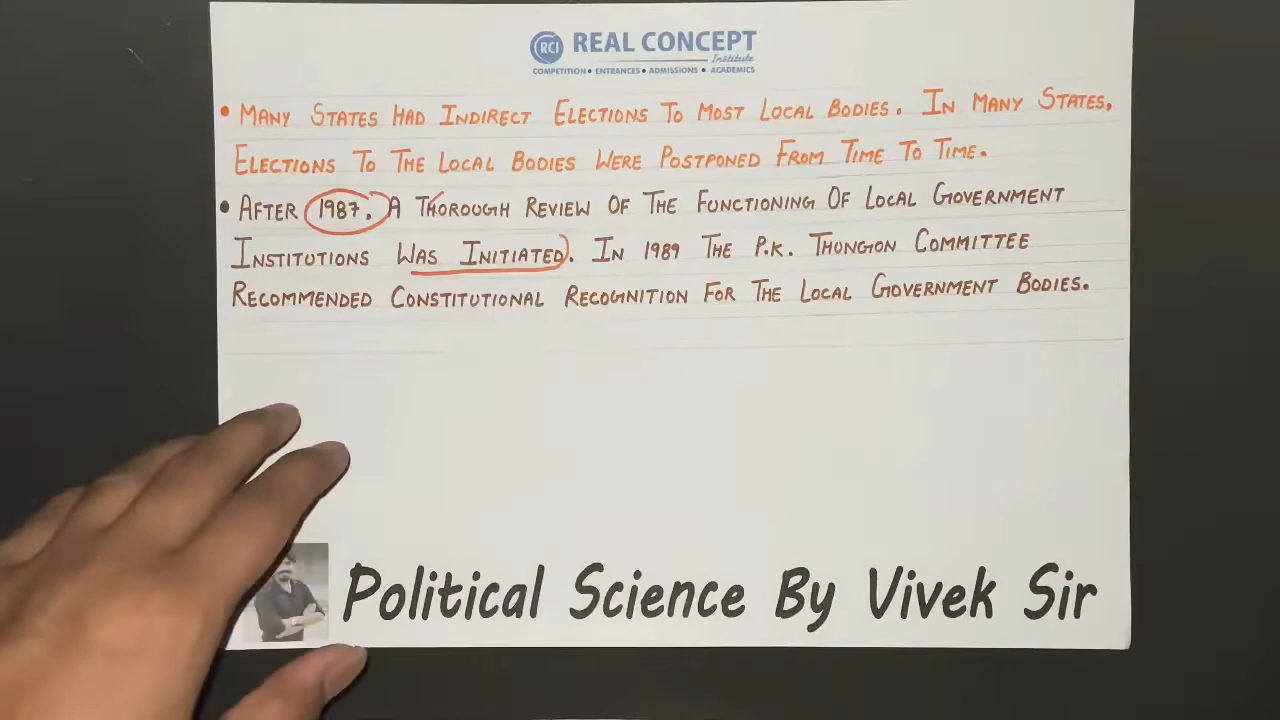 RCI REAL CONCEPT
Institute
COMPETITION • ENTRANCES • ADMISSIONS • ACADEMICS
• MANY STATES HAD INDIRECT ELECTIONS TO MOST LOCAL BODIES. IN MANY STATES,
ELECTIONS TO THE LOCAL BODIES WERE POSTPONED FROM TIME TO TIME.
• AFTER 1987. A THOROUGH REVIEW OF THE FUNCTIONING OF LOCAL GOVERNMENT
INSTITUTIONS WAS INITIATED. IN 1989 THE P.K. THUNGON COMMITTEE
RECOMMENDED CONSTITUTIONAL RECOGNITION FOR THE LOCAL GOVERNMENT BODIES.
Political Science By Vivek Sir